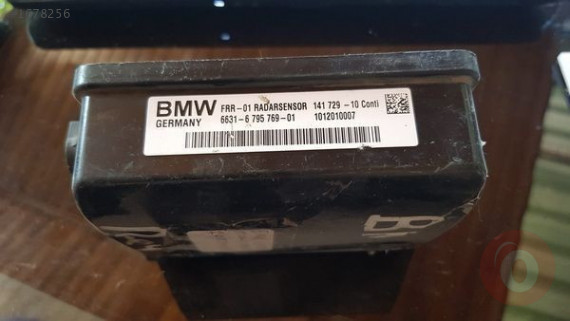 BMW FRR-01 RADARSENSOR 141 729 -10 Conti
GERMANY 6631-6 795 769-01 1012010007